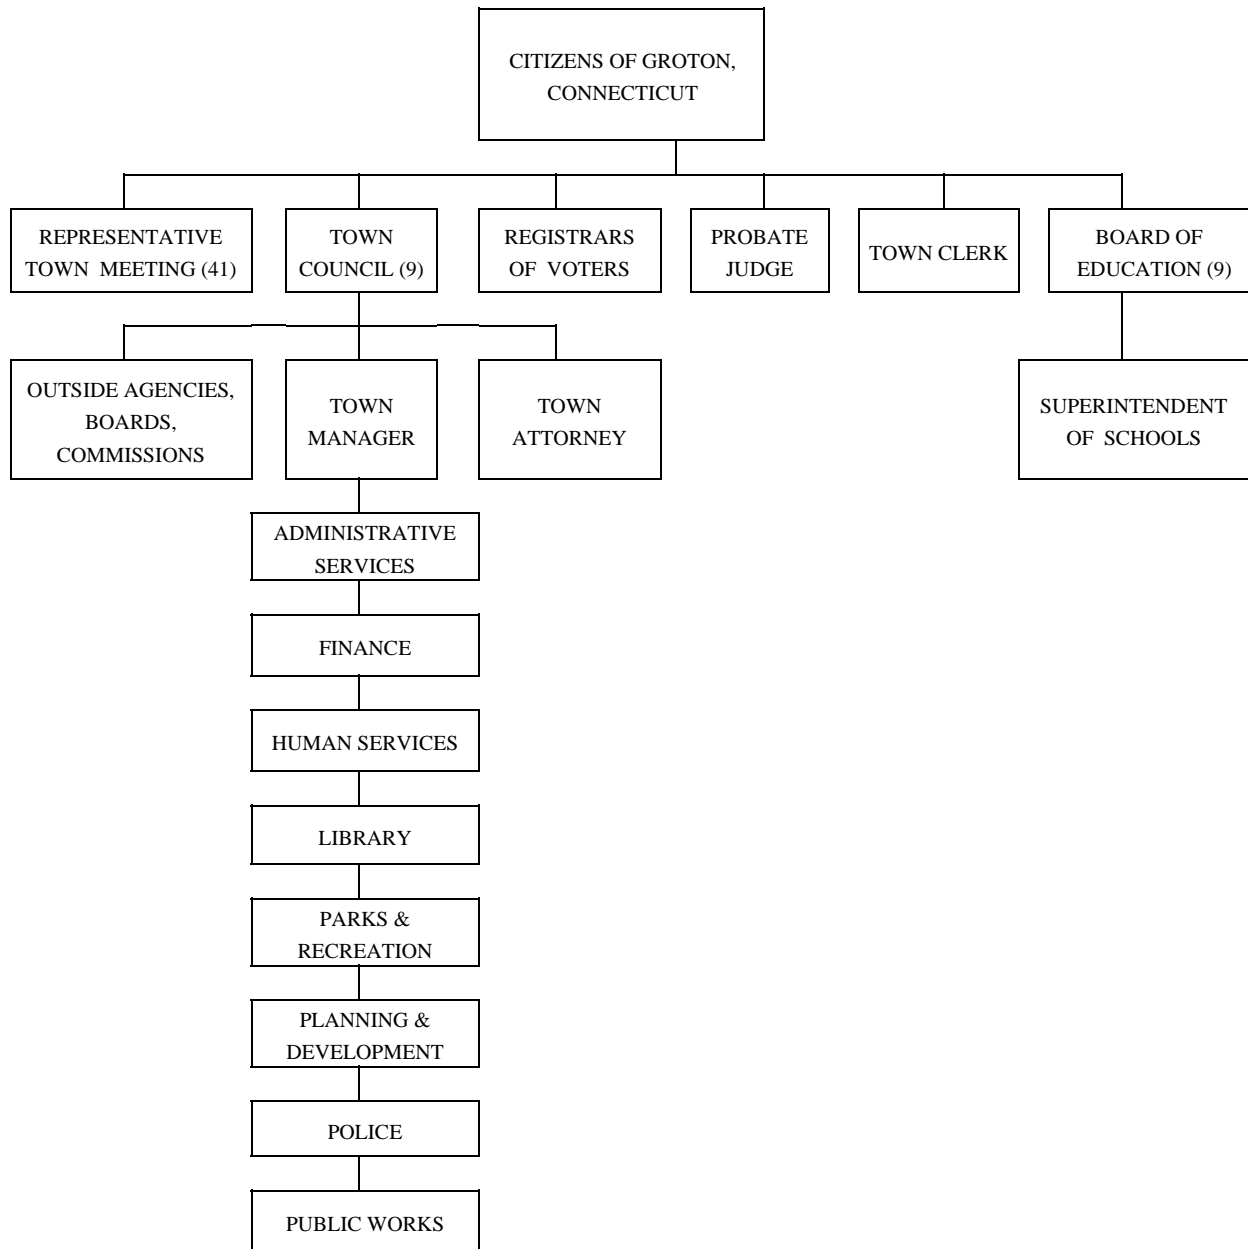 CITIZENS OF GROTON,
CONNECTICUT
REPRESENTATIVE
TOWN MEETING (41)
TOWN
COUNCIL (9)
REGISTRARS
OF VOTERS
PROBATE
JUDGE
TOWN CLERK
BOARD OF
EDUCATION (9)
OUTSIDE AGENCIES,
BOARDS,
COMMISSIONS
TOWN
MANAGER
TOWN
ATTORNEY
SUPERINTENDENT
OF SCHOOLS
ADMINISTRATIVE
SERVICES
FINANCE
HUMAN SERVICES
LIBRARY
PARKS &
RECREATION
PLANNING &
DEVELOPMENT
POLICE
PUBLIC WORKS